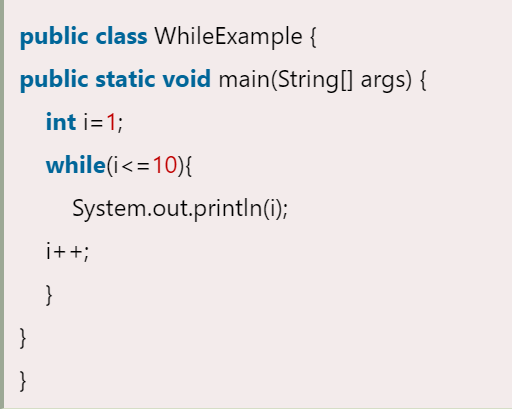 public class WhileExample {
public static void main(String[] args) {
int i=1;
while(i<=10){
System.out.println(i);
i++;
}
}
}